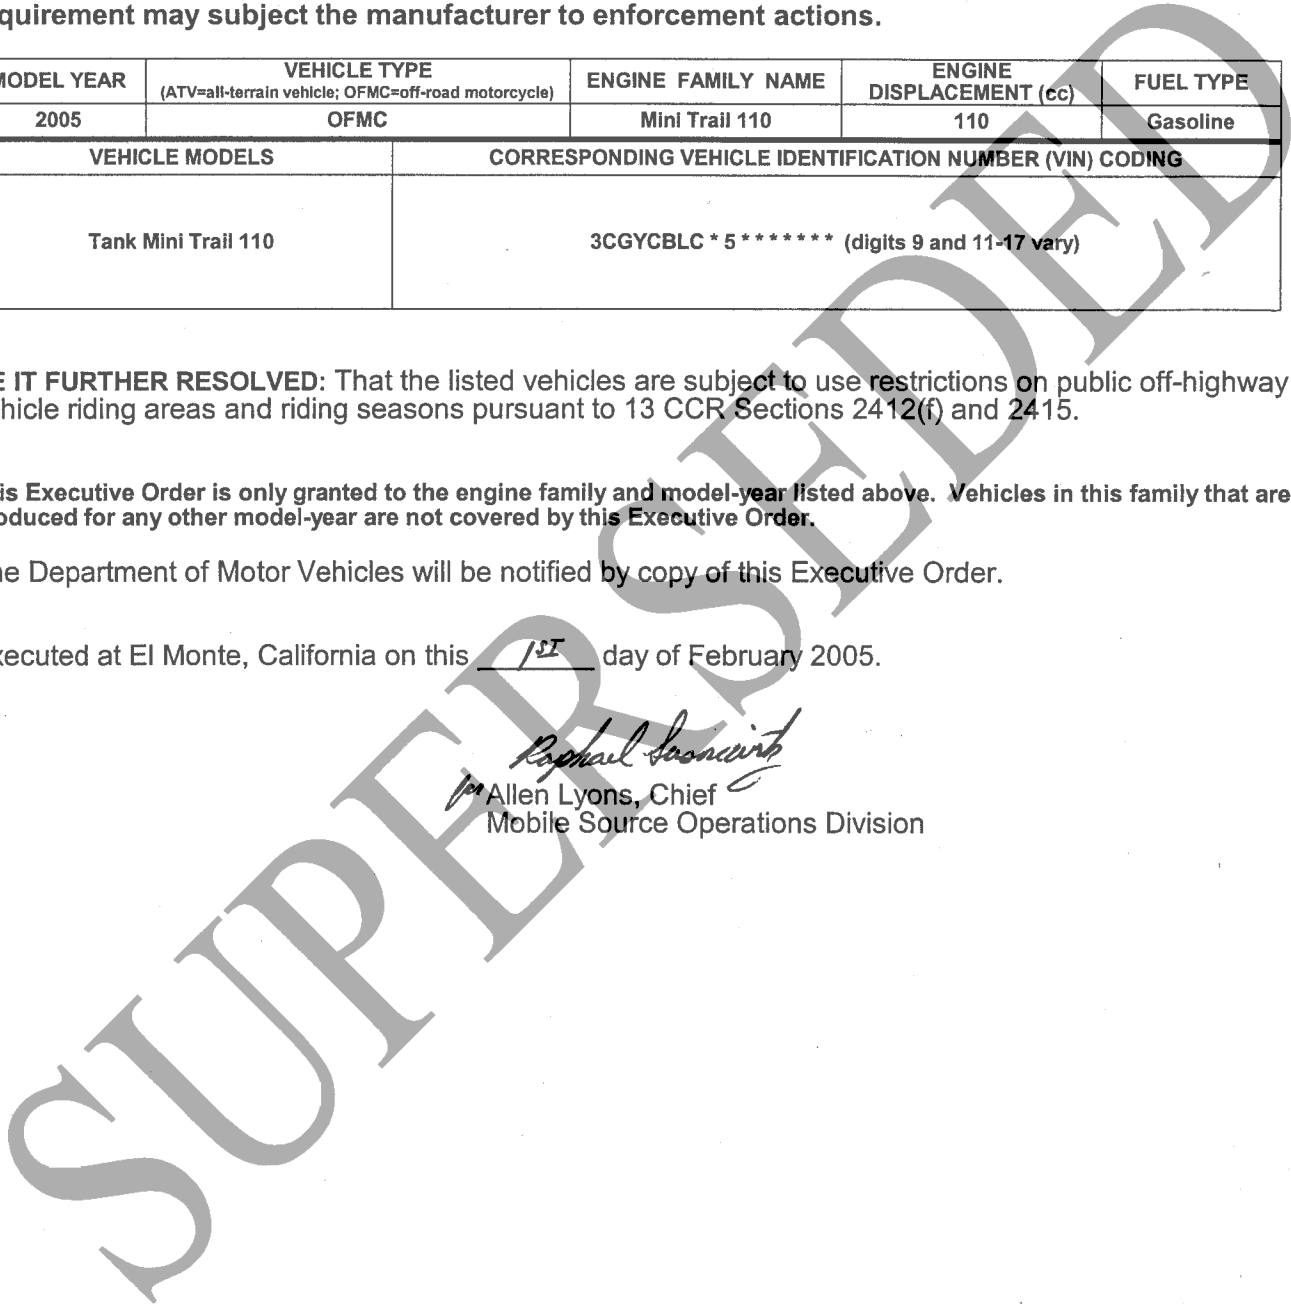 quirement may subject the manufacturer to enforcement actions.
MODEL YEAR
VEHICLE TYPE
(ATV=all-terrain vehicle; OFMC=off-road motorcycle)
ENGINE FAMILY NAME
ENGINE
DISPLACEMENT (cc)
FUEL TYPE
2005
OFMC
Mini Trail 110
110
Gasoline
VEHICLE MODELS
CORRESPONDING VEHICLE IDENTIFICATION NUMBER (VIN) CODING
Tank Mini Trail 110
3CGYCBLC * 5 * * * * * * * (digits 9 and 11-17 vary)
E IT FURTHER RESOLVED: That the listed vehicles are subject to use restrictions on public off-highway
hicle riding areas and riding seasons pursuant to 13 CCR Sections 2412(f) and 2415.
is Executive Order is only granted to the engine family and model-year listed above. Vehicles in this family that are
oduced for any other model-year are not covered by this Executive Order.
he Department of Motor Vehicles will be notified by copy of this Executive Order.
xecuted at El Monte, California on this 1ST day of February 2005.
Raphael
Allen Lyons, Chief
Mobile Source Operations Division
SUPERSEDED